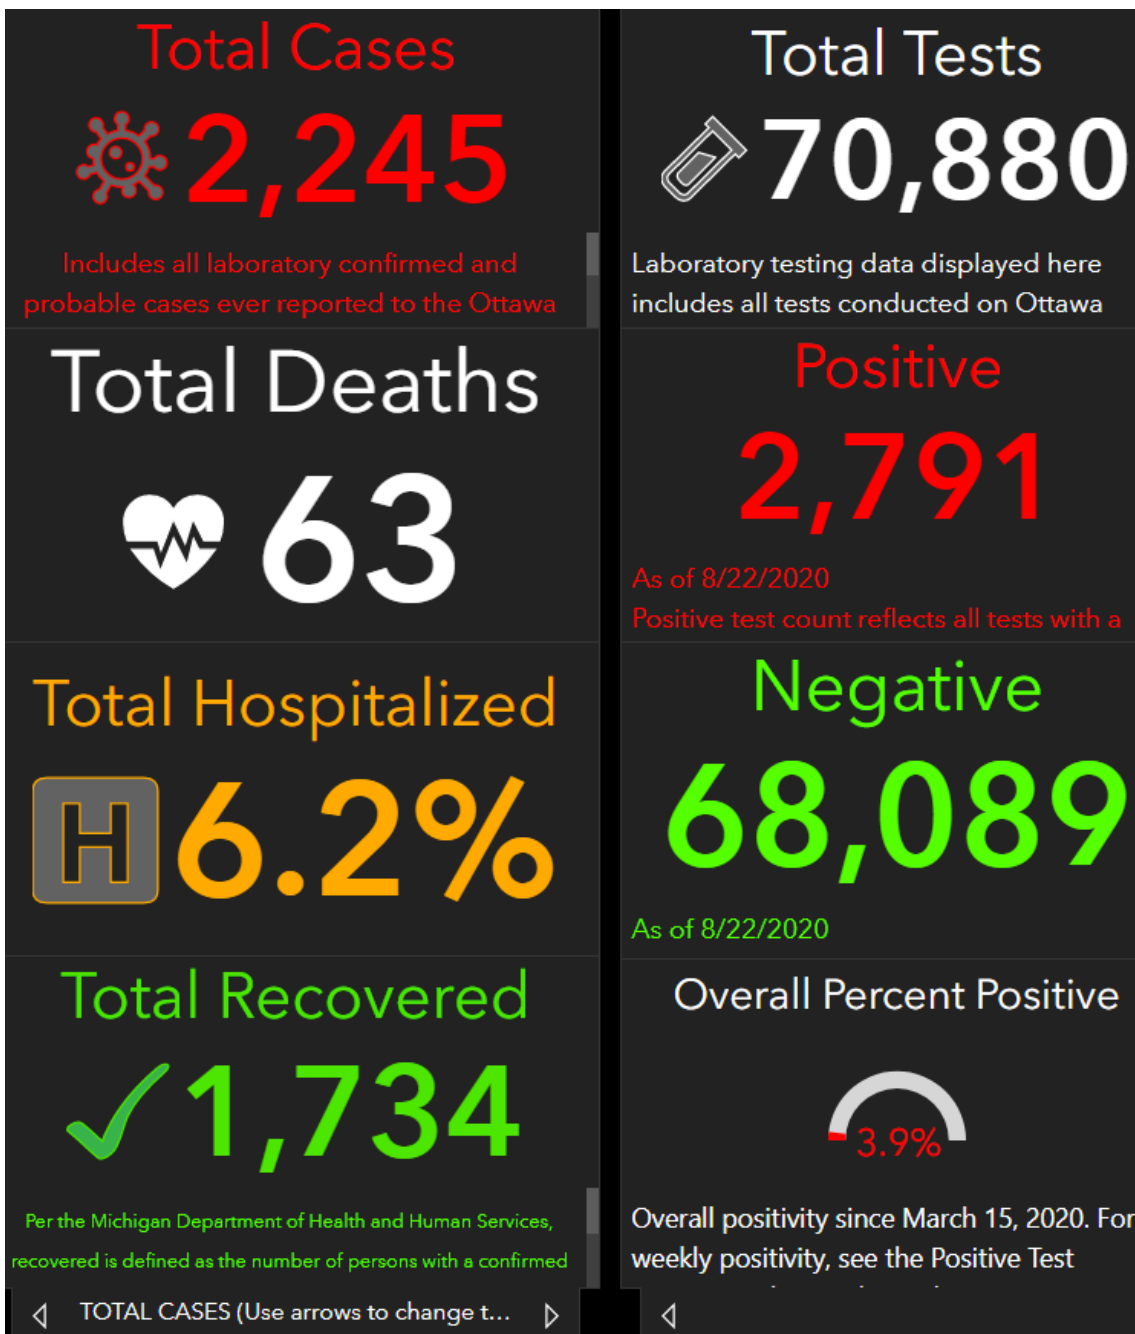 Total Cases
2,245
Includes all laboratory confirmed and
probable cases ever reported to the Ottawa
Total Deaths
63
Total Hospitalized
H 6.2%
Total Recovered
1,734
Per the Michigan Department of Health and Human Services,
recovered is defined as the number of persons with a confirmed
TOTAL CASES (Use arrows to change t...
Total Tests
70,880
Laboratory testing data displayed here
includes all tests conducted on Ottawa
Positive
2,791
As of 8/22/2020
Positive test count reflects all tests with a
Negative
68,089
As of 8/22/2020
Overall Percent Positive
3.9%
Overall positivity since March 15, 2020. For
weekly positivity, see the Positive Test